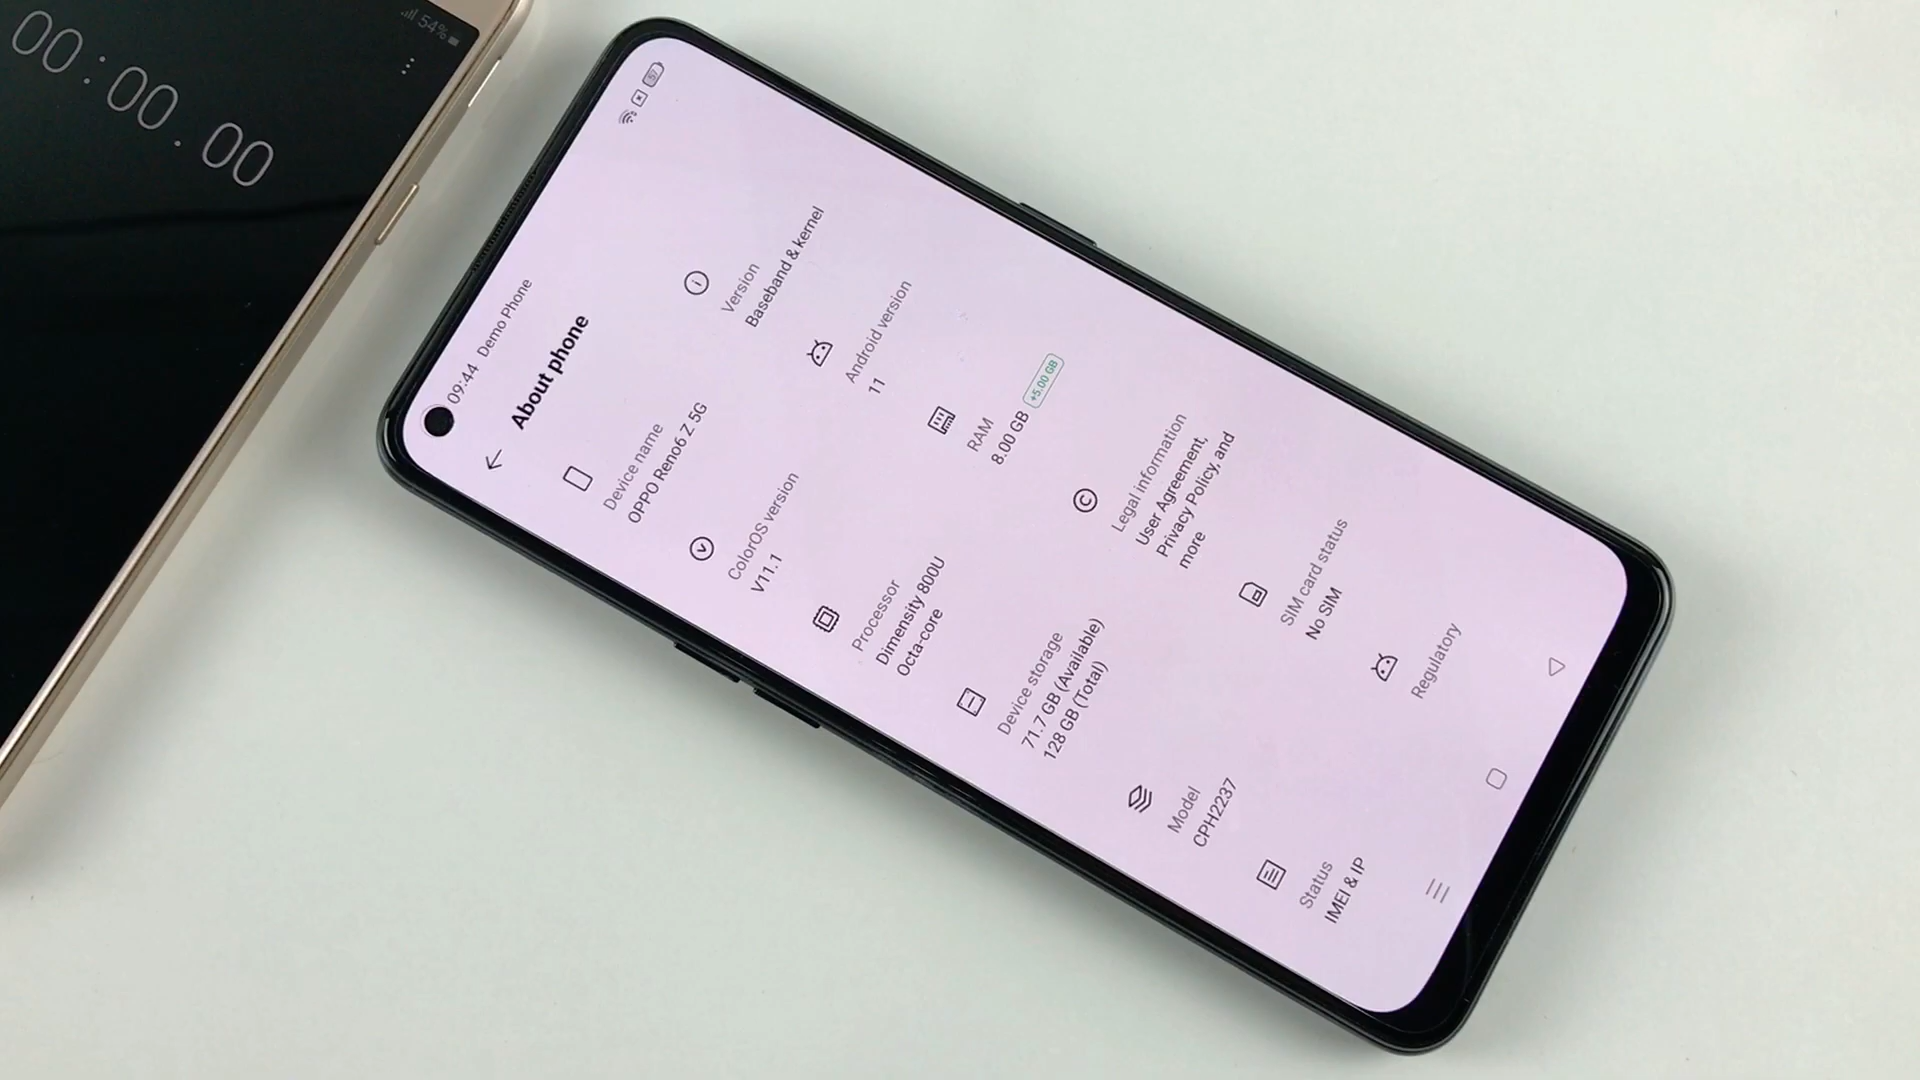 00:00.00
54%
09:44 Demo Phone
57
About phone
Device name
OPPO Reno6 Z 5G
Version
Baseband & kernel
ColorOS version
V11.1
Android version
11
Processor
Dimensity 800U
Octa-core
RAM
8.00 GB +5.00 GB
Device storage
71.7 GB (Available)
128 GB (Total)
Legal information
User Agreement,
Privacy Policy, and
more
Model
CPH2237
SIM card status
No SIM
Status
IMEI & IP
Regulatory